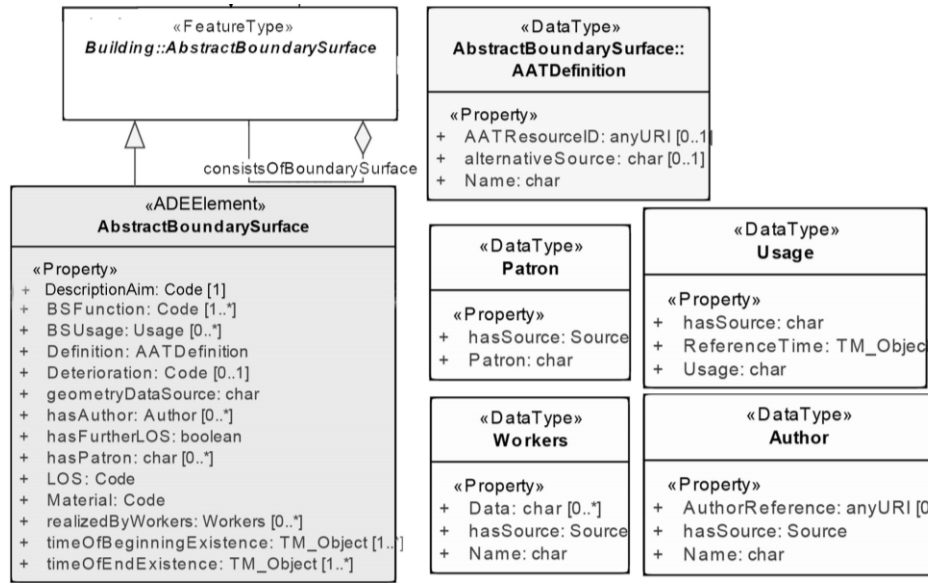 «FeatureType»
Building::AbstractBoundarySurface
consistsOfBoundarySurface
«ADEElement»
AbstractBoundarySurface
«Property»
+ DescriptionAim: Code [1]
+ BSFunction: Code [1..*]
+ BSUsage: Usage [0..*]
+ Definition: AATDefinition
+ Deterioration: Code [0..1]
+ geometryDataSource: char
+ hasAuthor: Author [0..*]
+ hasFurtherLOS: boolean
+ hasPatron: char [0..*]
+ LOS: Code
+ Material: Code
+ realizedByWorkers: Workers [0..*]
+ timeOfBeginningExistence: TM_Object [1..*]
+ timeOfEndExistence: TM_Object [1..*]
«DataType»
AbstractBoundarySurface::
AATDefinition
«Property»
+ AATResourceID: anyURI [0..1]
+ alternativeSource: char [0..1]
+ Name: char
«DataType»
Patron
«Property»
+ hasSource: Source
+ Patron: char
«DataType»
Usage
«Property»
+ hasSource: char
+ ReferenceTime: TM_Objec
+ Usage: char
«DataType»
Workers
«Property»
+ Data: char [0..*]
+ hasSource: Source
+ Name: char
«DataType»
Author
«Property»
+ AuthorReference: anyURI [0
+ hasSource: Source
+ Name: char